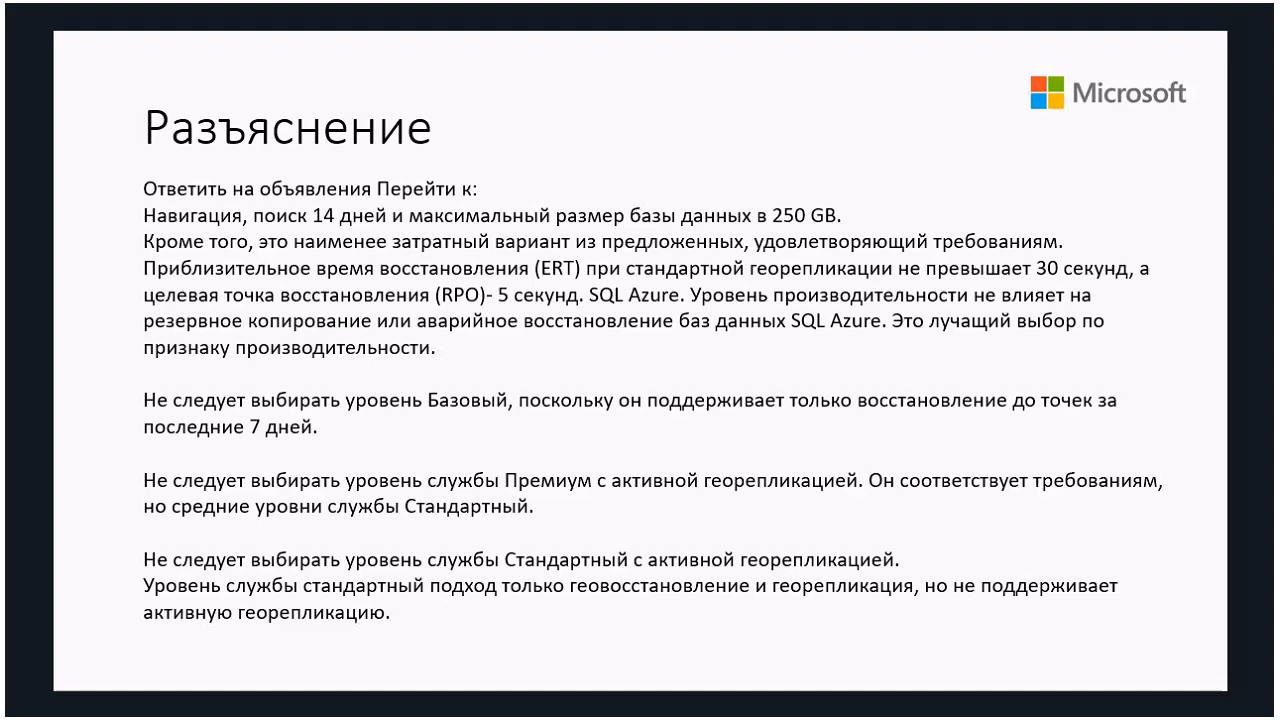 Microsoft
Разъяснение
Ответить на объявления Перейти к:
Навигация, поиск 14 дней и максимальный размер базы данных в 250 GB.
Кроме того, это наименее затратный вариант из предложенных, удовлетворяющий требованиям.
Приблизительное время восстановления (ERT) при стандартной георепликации не превышает 30 секунд, а
целевая точка восстановления (RPO)- 5 секунд. SQL Azure. Уровень производительности не влияет на
резервное копирование или аварийное восстановление баз данных SQL Azure. Это лучащий выбор по
признаку производительности.
Не следует выбирать уровень Базовый, поскольку он поддерживает только восстановление до точек за
последние 7 дней.
Не следует выбирать уровень службы Премиум с активной георепликацией. Он соответствует требованиям,
но средние уровни службы Стандартный.
Не следует выбирать уровень службы Стандартный с активной георепликацией.
Уровень службы стандартный подход только геовосстановление и георепликация, но не поддерживает
активную георепликацию.